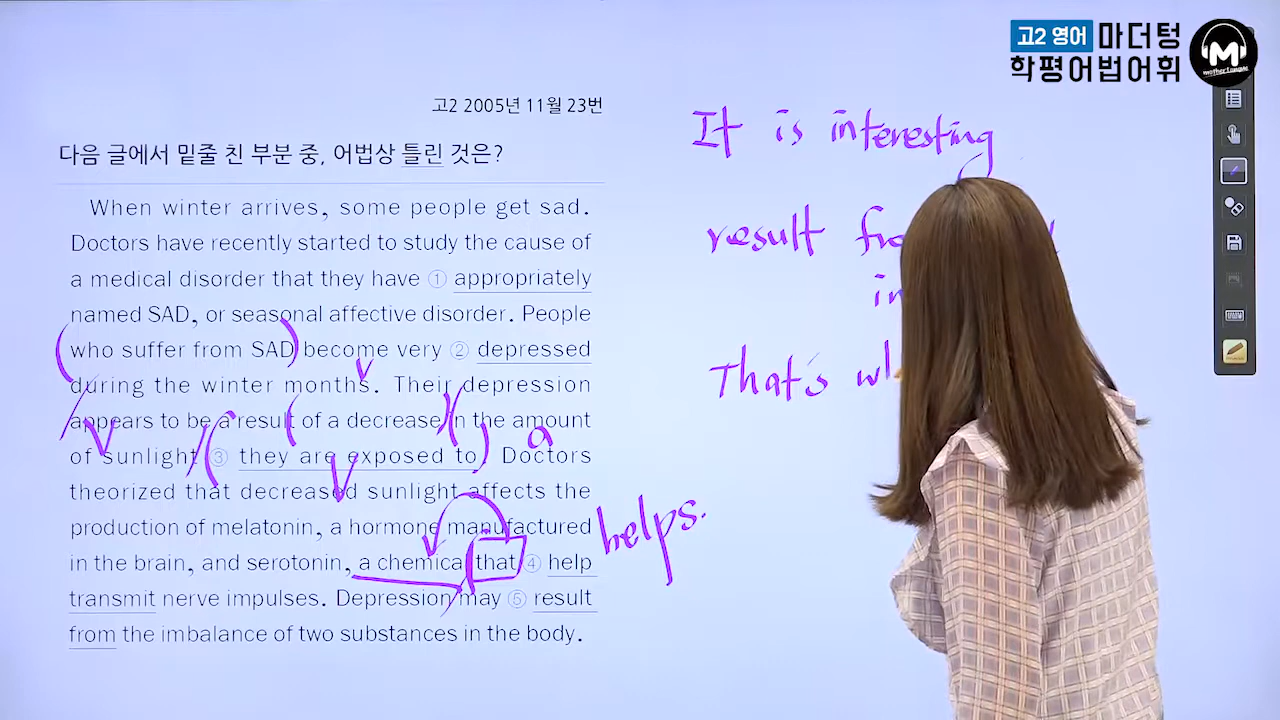 고2 영어 마더텅
학평어법어휘
M
mother tongue
고2 2005년 11월 23번
다음 글에서 밑줄 친 부분 중, 어법상 틀린 것은?
When winter arrives, some people get sad.
Doctors have recently started to study the cause of
a medical disorder that they have ① appropriately
named SAD, or seasonal affective disorder. People
who suffer from SAD become very ② depressed
during the winter months. Their depression
appears to be a result of a decrease in the amount
of sunlight ③ they are exposed to. Doctors
theorized that decreased sunlight affects the
production of melatonin, a hormone manufactured
in the brain, and serotonin, a chemical that ④ help
transmit nerve impulses. Depression may ⑤ result
from the imbalance of two substances in the body.
helps.
It is interesting
result
in
That's